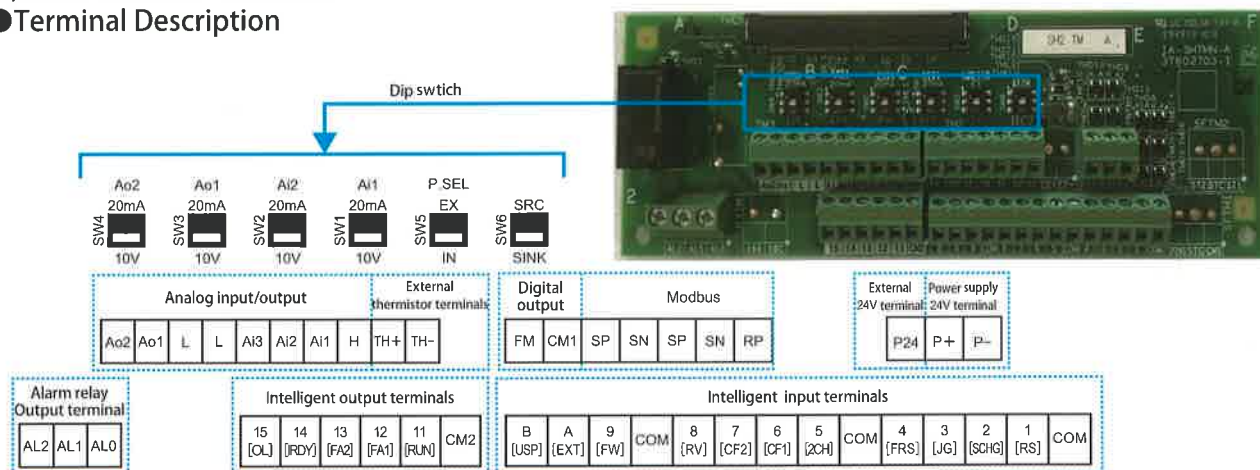 Terminal Description
Dip swtich
Ao2 Ao1 Ai2 Ai1 P_SEL
20mA 20mA 20mA 20mA EX SRC
SW4 SW3 SW2 SW1 SW5 SW6
10V 10V 10V 10V IN SINK
Analog input/output
External
thermistor terminals
Ao2 Ao1 L L Ai3 Ai2 Ai1 H TH+ TH-
Digital
output
Modbus
FM CM1 SP SN SP SN RP
External
24V terminal
Power supply
24V terminal
P24 P+ P-
Alarm relay
Output terminal
AL2 AL1 AL0
Intelligent output terminals
15 14 13 12 11 CM2
[OL] [RDY] [FA2] [FA1] [RUN]
Intelligent input terminals
B A 9 COM 8 7 6 5 COM 4 3 2 1 COM
[USP] [EXT] [FW] [RV] [CF2] [CF1] [2CH] [FRS] [JG] [SCHG] [RS]
A
B
C
D
E
F
2
SH2-TM A